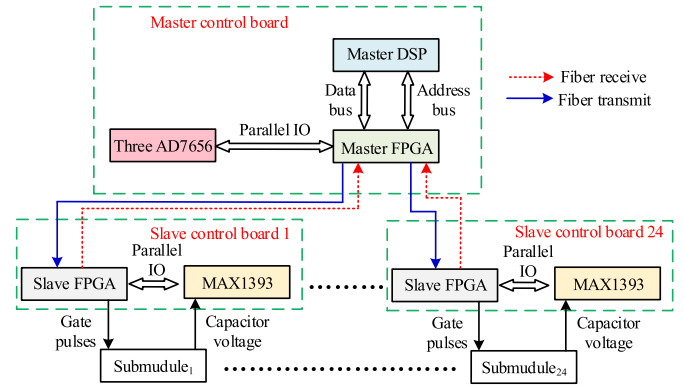 Master control board
Master DSP
Data
bus
Address
bus
Fiber receive
Fiber transmit
Three AD7656
Parallel IO
Master FPGA
Slave control board 1
Parallel
IO
Slave FPGA
MAX1393
Gate
pulses
Capacitor
voltage
Submudule₁
Slave control board 24
Parallel
IO
Slave FPGA
MAX1393
Gate
pulses
Capacitor
voltage
Submudule₂₄